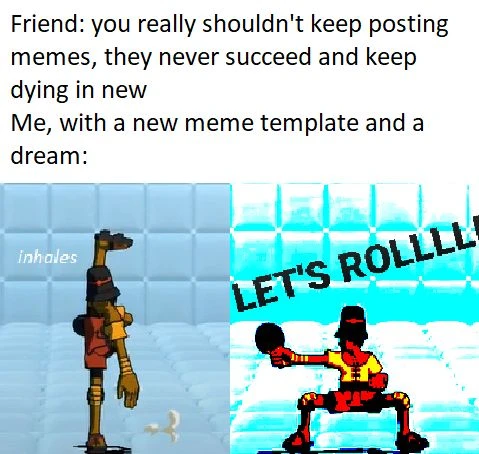 Friend: you really shouldn't keep posting
memes, they never succeed and keep
dying in new
Me, with a new meme template and a
dream:
inhales
LET'S ROLLLLL